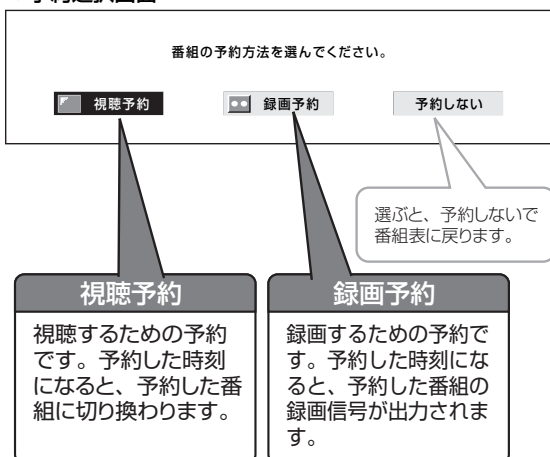 番組の予約方法を選んでください。
視聴予約
録画予約
予約しない
選ぶと、予約しないで
番組表に戻ります。
視聴予約
視聴するための予約
です。予約した時刻
になると、予約した番
組に切り換わります。
録画予約
録画するための予約で
す。予約した時刻にな
ると、予約した番組の
録画信号が出力されま
す。